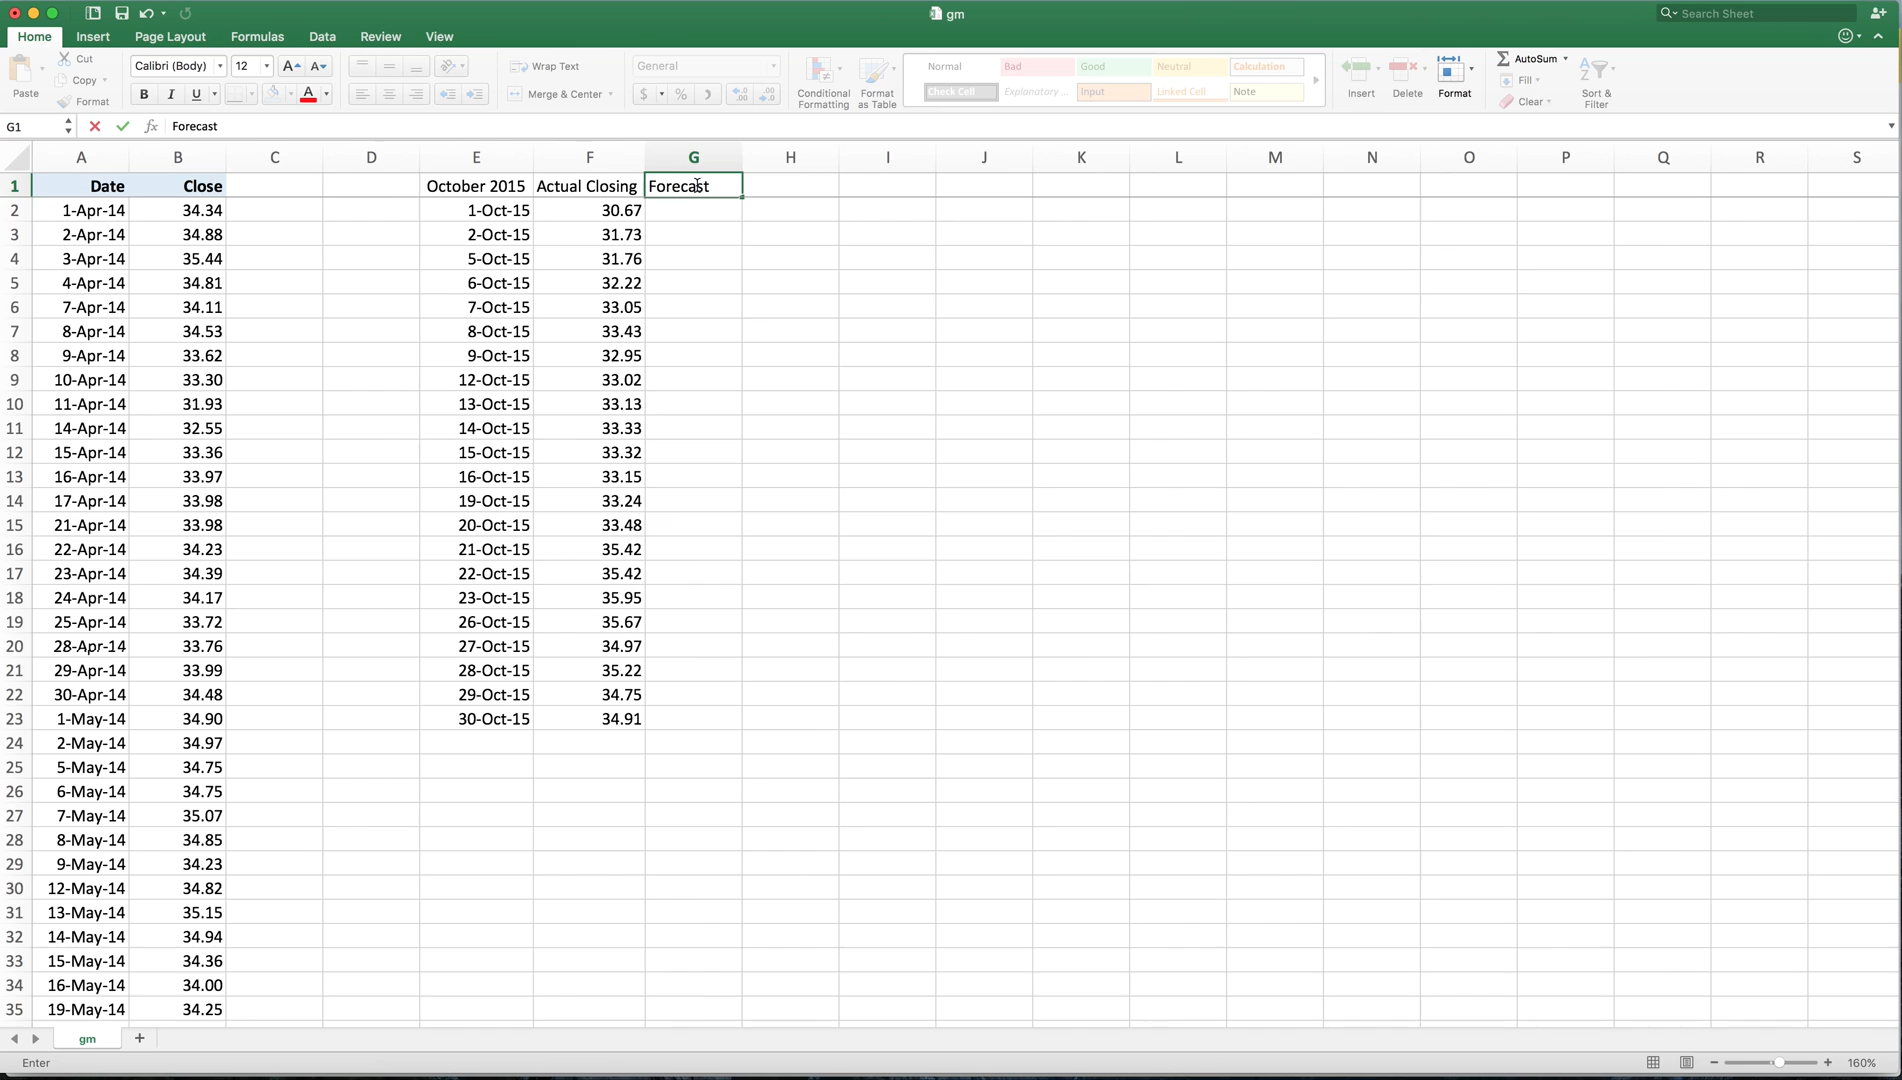 gm
Search Sheet
Home Insert Page Layout Formulas Data Review View
Paste
Cut
Copy
Format
Calibri (Body) 12 A A
B I U A
Wrap Text
Merge & Center
General
$ %
Conditional Formatting
Format as Table
Normal Bad Good Neutral Calculation
Check Cell Explanatory ... Input Linked Cell Note
Insert Delete Format
AutoSum
Fill
Clear
Sort & Filter
G1 fx Forecast
A B C D E F G H I J K L M N O P Q R S
1 Date Close October 2015 Actual Closing Forecast
2 1-Apr-14 34.34 1-Oct-15 30.67
3 2-Apr-14 34.88 2-Oct-15 31.73
4 3-Apr-14 35.44 5-Oct-15 31.76
5 4-Apr-14 34.81 6-Oct-15 32.22
6 7-Apr-14 34.11 7-Oct-15 33.05
7 8-Apr-14 34.53 8-Oct-15 33.43
8 9-Apr-14 33.62 9-Oct-15 32.95
9 10-Apr-14 33.30 12-Oct-15 33.02
10 11-Apr-14 31.93 13-Oct-15 33.13
11 14-Apr-14 32.55 14-Oct-15 33.33
12 15-Apr-14 33.36 15-Oct-15 33.32
13 16-Apr-14 33.97 16-Oct-15 33.15
14 17-Apr-14 33.98 19-Oct-15 33.24
15 21-Apr-14 33.98 20-Oct-15 33.48
16 22-Apr-14 34.23 21-Oct-15 35.42
17 23-Apr-14 34.39 22-Oct-15 35.42
18 24-Apr-14 34.17 23-Oct-15 35.95
19 25-Apr-14 33.72 26-Oct-15 35.67
20 28-Apr-14 33.76 27-Oct-15 34.97
21 29-Apr-14 33.99 28-Oct-15 35.22
22 30-Apr-14 34.48 29-Oct-15 34.75
23 1-May-14 34.90 30-Oct-15 34.91
24 2-May-14 34.97
25 5-May-14 34.75
26 6-May-14 34.75
27 7-May-14 35.07
28 8-May-14 34.85
29 9-May-14 34.23
30 12-May-14 34.82
31 13-May-14 35.15
32 14-May-14 34.94
33 15-May-14 34.36
34 16-May-14 34.00
35 19-May-14 34.25
gm
Enter 160%